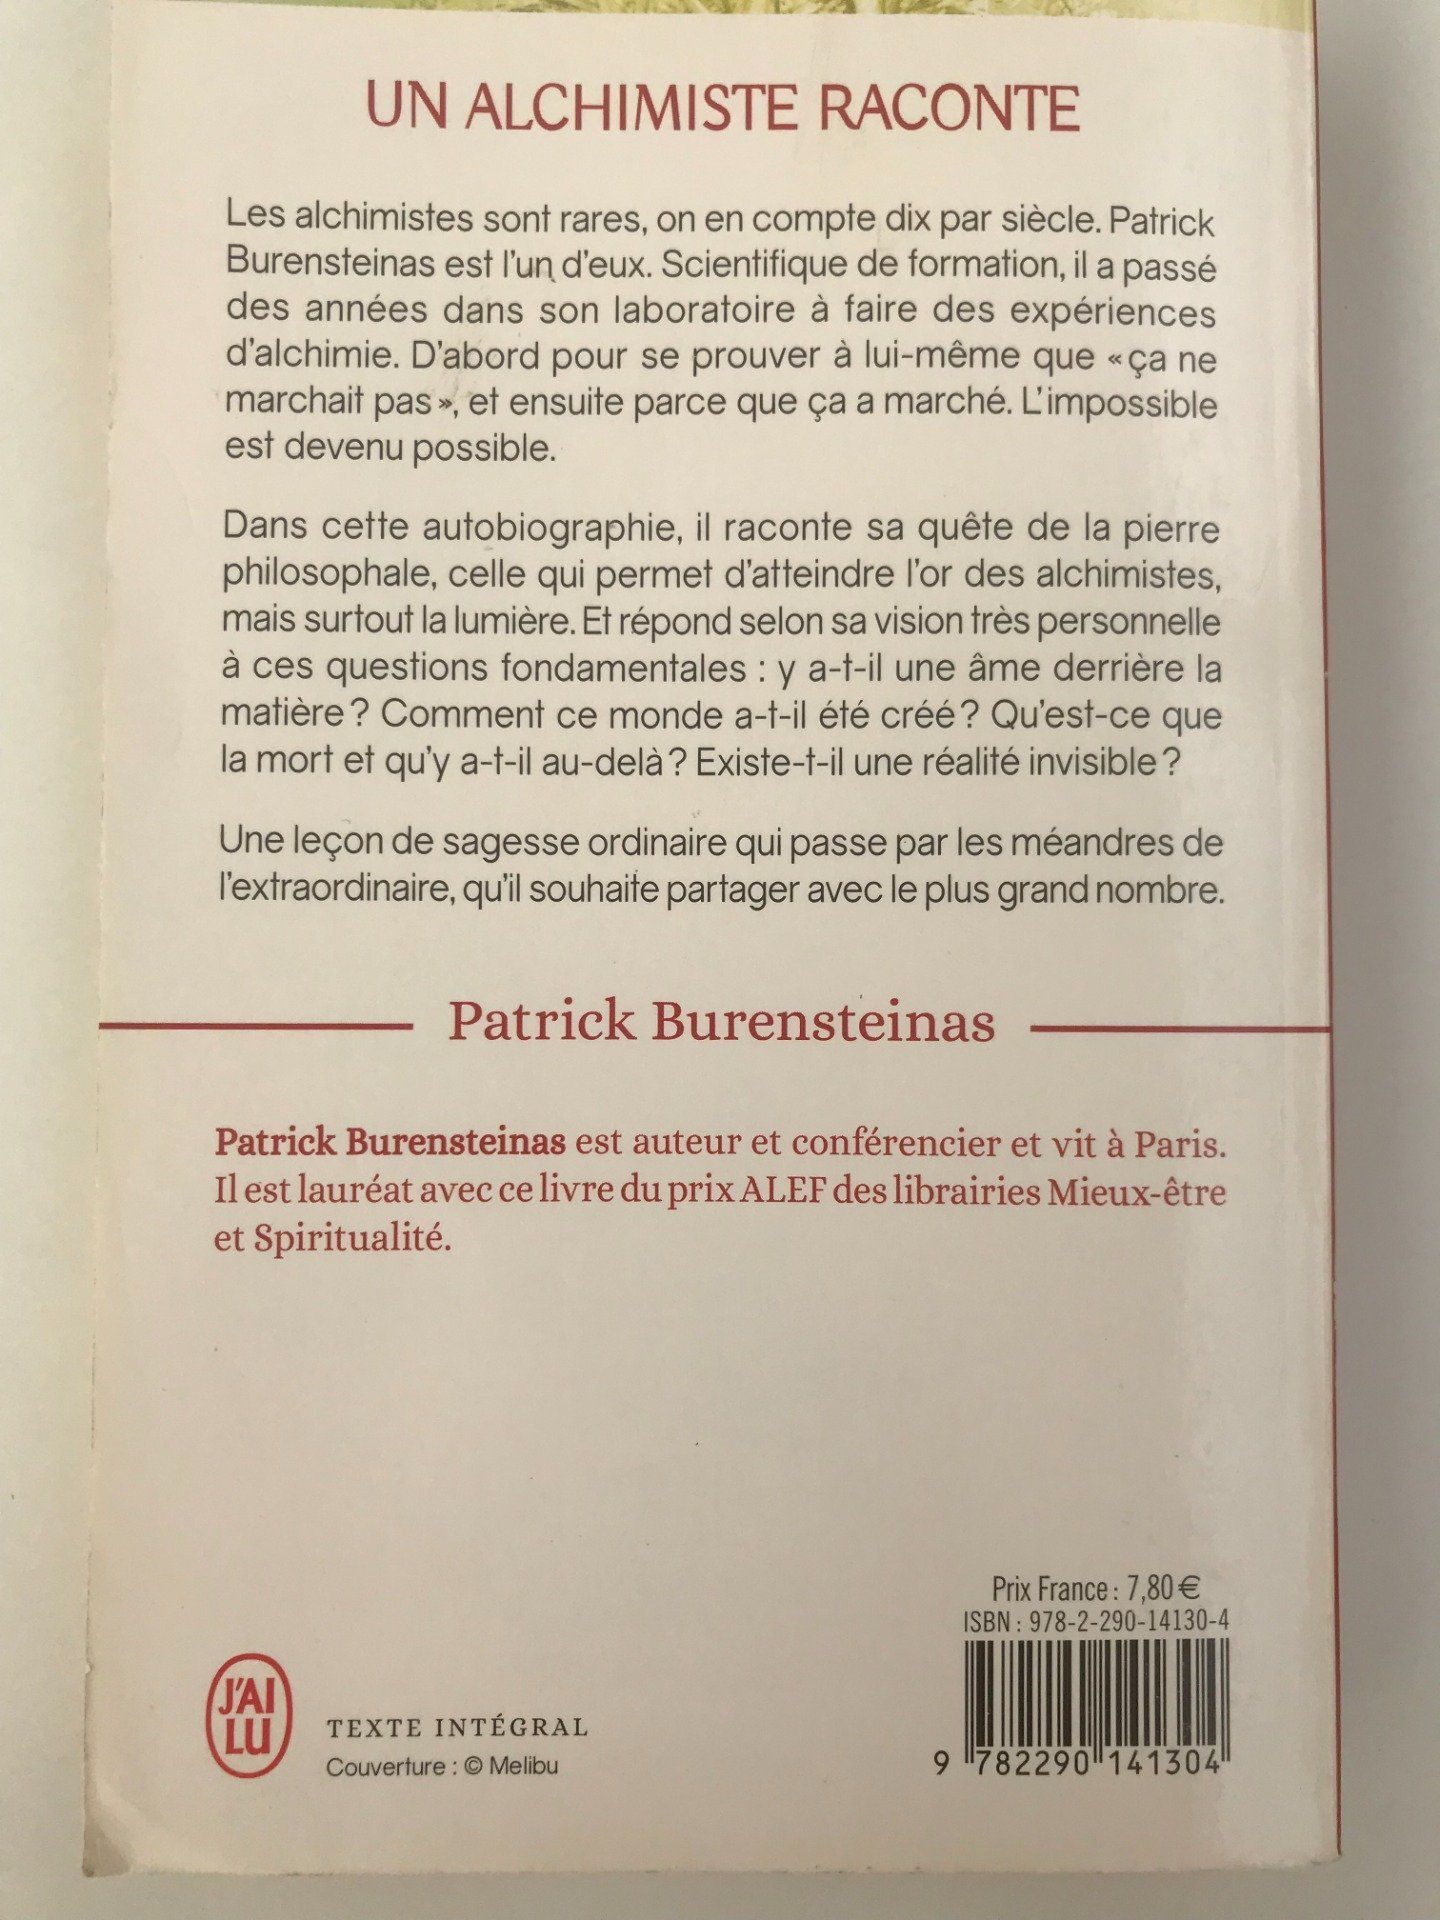 UN ALCHIMISTE RACONTE
Les alchimistes sont rares, on en compte dix par siècle. Patrick
Burensteinas est l'un d'eux. Scientifique de formation, il a passé
des années dans son laboratoire à faire des expériences
d'alchimie. D'abord pour se prouver à lui-même que «ça ne
marchait pas», et ensuite parce que ça a marché. L'impossible
est devenu possible.
Dans cette autobiographie, il raconte sa quête de la pierre
philosophale, celle qui permet d'atteindre l'or des alchimistes,
mais surtout la lumière. Et répond selon sa vision très personnelle
à ces questions fondamentales : y a-t-il une âme derrière la
matière? Comment ce monde a-t-il été créé? Qu'est-ce que
la mort et qu'y a-t-il au-delà? Existe-t-il une réalité invisible?
Une leçon de sagesse ordinaire qui passe par les méandres de
l'extraordinaire, qu'il souhaite partager avec le plus grand nombre.
Patrick Burensteinas
Patrick Burensteinas est auteur et conférencier et vit à Paris.
Il est lauréat avec ce livre du prix ALEF des librairies Mieux-être
et Spiritualité.
Prix France : 7,80 €
ISBN : 978-2-290-14130-4
J'AI
LU
TEXTE INTÉGRAL
Couverture : © Melibu
9 782290 141304